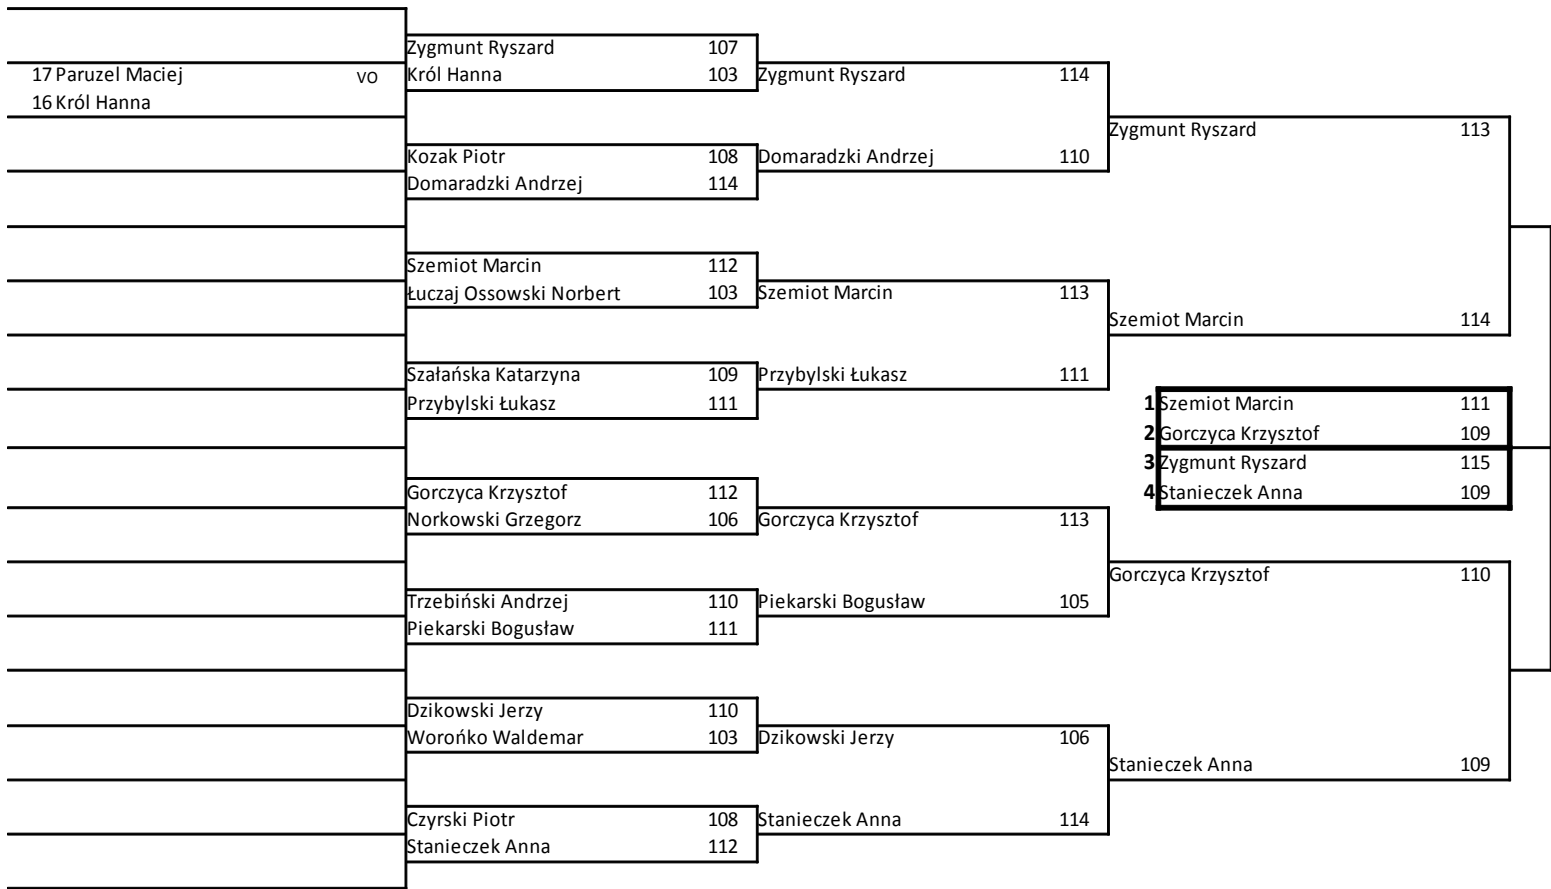 17 Paruzel Maciej vo
16 Król Hanna
Zygmunt Ryszard 107
Król Hanna 103
Kozak Piotr 108
Domaradzki Andrzej 114
Szemiot Marcin 112
Łuczaj Ossowski Norbert 103
Szałańska Katarzyna 109
Przybylski Łukasz 111
Gorczyca Krzysztof 112
Norkowski Grzegorz 106
Trzebiński Andrzej 110
Piekarski Bogusław 111
Dzikowski Jerzy 110
Worońko Waldemar 103
Czyrski Piotr 108
Stanieczek Anna 112
Zygmunt Ryszard 114
Domaradzki Andrzej 110
Szemiot Marcin 113
Przybylski Łukasz 111
Gorczyca Krzysztof 113
Piekarski Bogusław 105
Dzikowski Jerzy 106
Stanieczek Anna 114
Zygmunt Ryszard 113
Szemiot Marcin 114
Gorczyca Krzysztof 110
Stanieczek Anna 109
1 Szemiot Marcin 111
2 Gorczyca Krzysztof 109
3 Zygmunt Ryszard 115
4 Stanieczek Anna 109